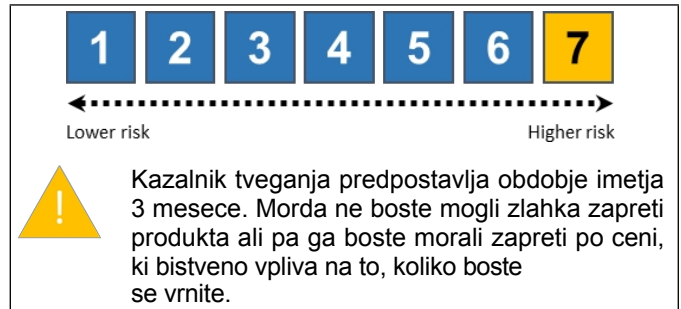 1 2 3 4 5 6 7
Lower risk Higher risk
!
Kazalnik tveganja predpostavlja obdobje imetja
3 mesece. Morda ne boste mogli zlahka zapreti
produkta ali pa ga boste morali zapreti po ceni,
ki bistveno vpliva na to, koliko boste
se vrnite.